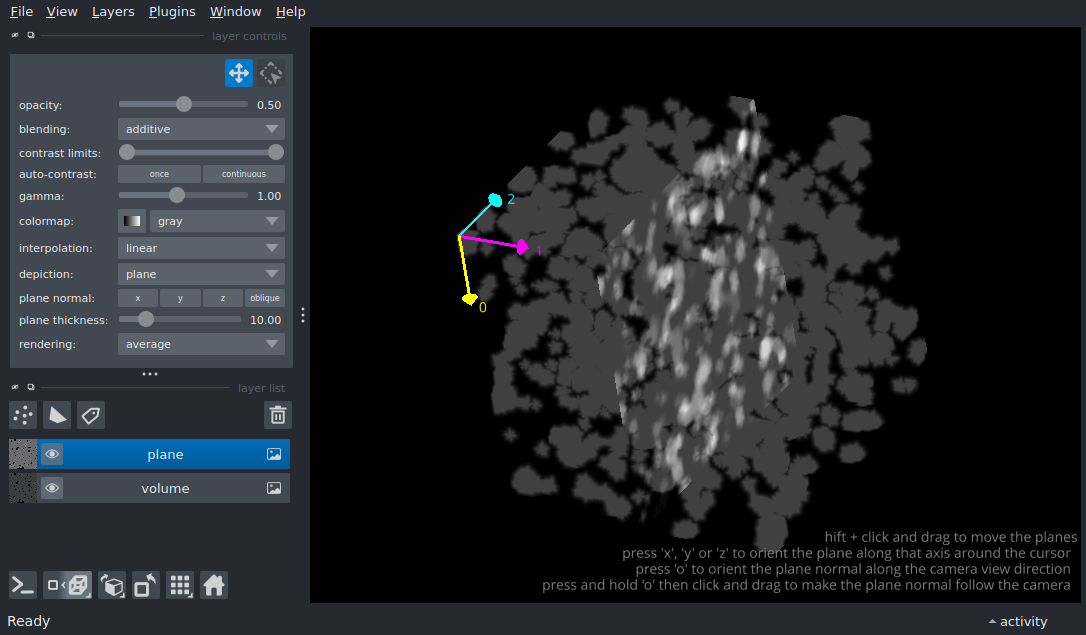 File View Layers Plugins Window Help
layer controls
opacity: 0.50
blending: additive
contrast limits:
auto-contrast: once continuous
gamma: 1.00
colormap: gray
interpolation: linear
depiction: plane
plane normal: x y z oblique
plane thickness: 10.00
rendering: average
layer list
plane
volume
2
1
0
hift + click and drag to move the planes
press 'x', 'y' or 'z' to orient the plane along that axis around the cursor
press 'o' to orient the plane normal along the camera view direction
press and hold 'o' then click and drag to make the plane normal follow the camera
Ready activity